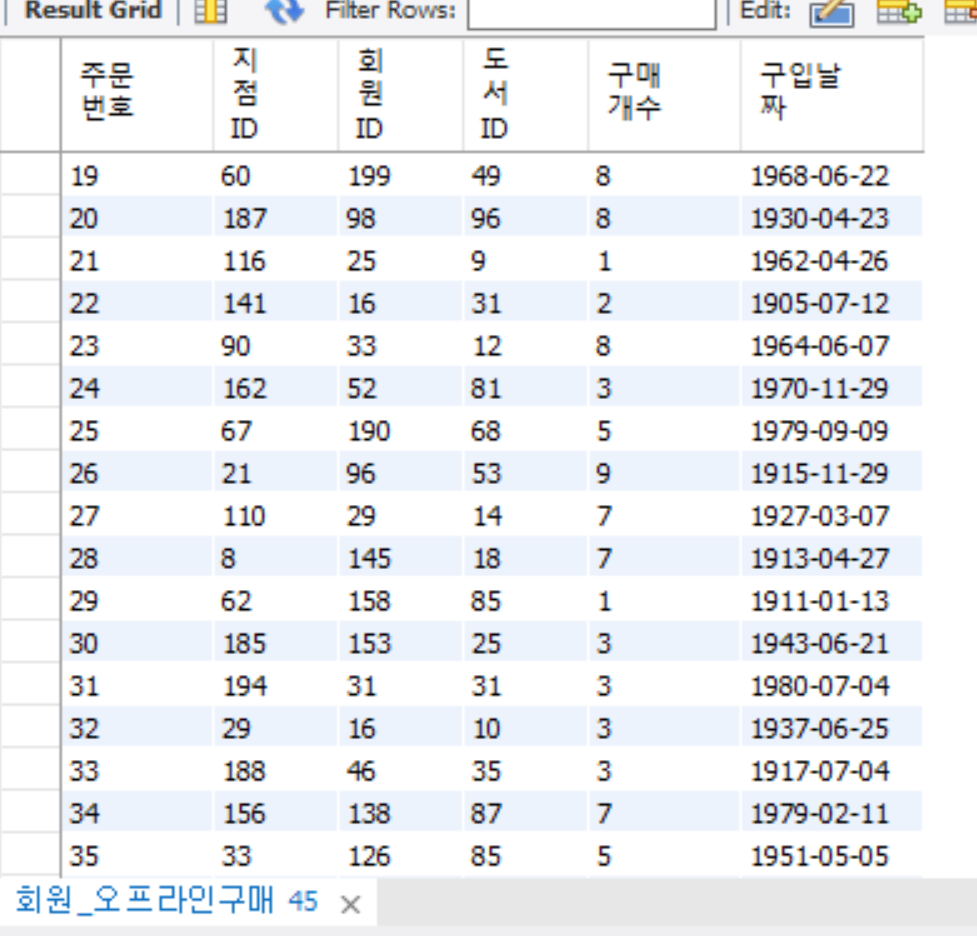 Result Grid Filter Rows: Edit:
주문번호 지점ID 회원ID 도서ID 구매개수 구입날짜
19 60 199 49 8 1968-06-22
20 187 98 96 8 1930-04-23
21 116 25 9 1 1962-04-26
22 141 16 31 2 1905-07-12
23 90 33 12 8 1964-06-07
24 162 52 81 3 1970-11-29
25 67 190 68 5 1979-09-09
26 21 96 53 9 1915-11-29
27 110 29 14 7 1927-03-07
28 8 145 18 7 1913-04-27
29 62 158 85 1 1911-01-13
30 185 153 25 3 1943-06-21
31 194 31 31 3 1980-07-04
32 29 16 10 3 1937-06-25
33 188 46 35 3 1917-07-04
34 156 138 87 7 1979-02-11
35 33 126 85 5 1951-05-05
회원_오프라인구매 45